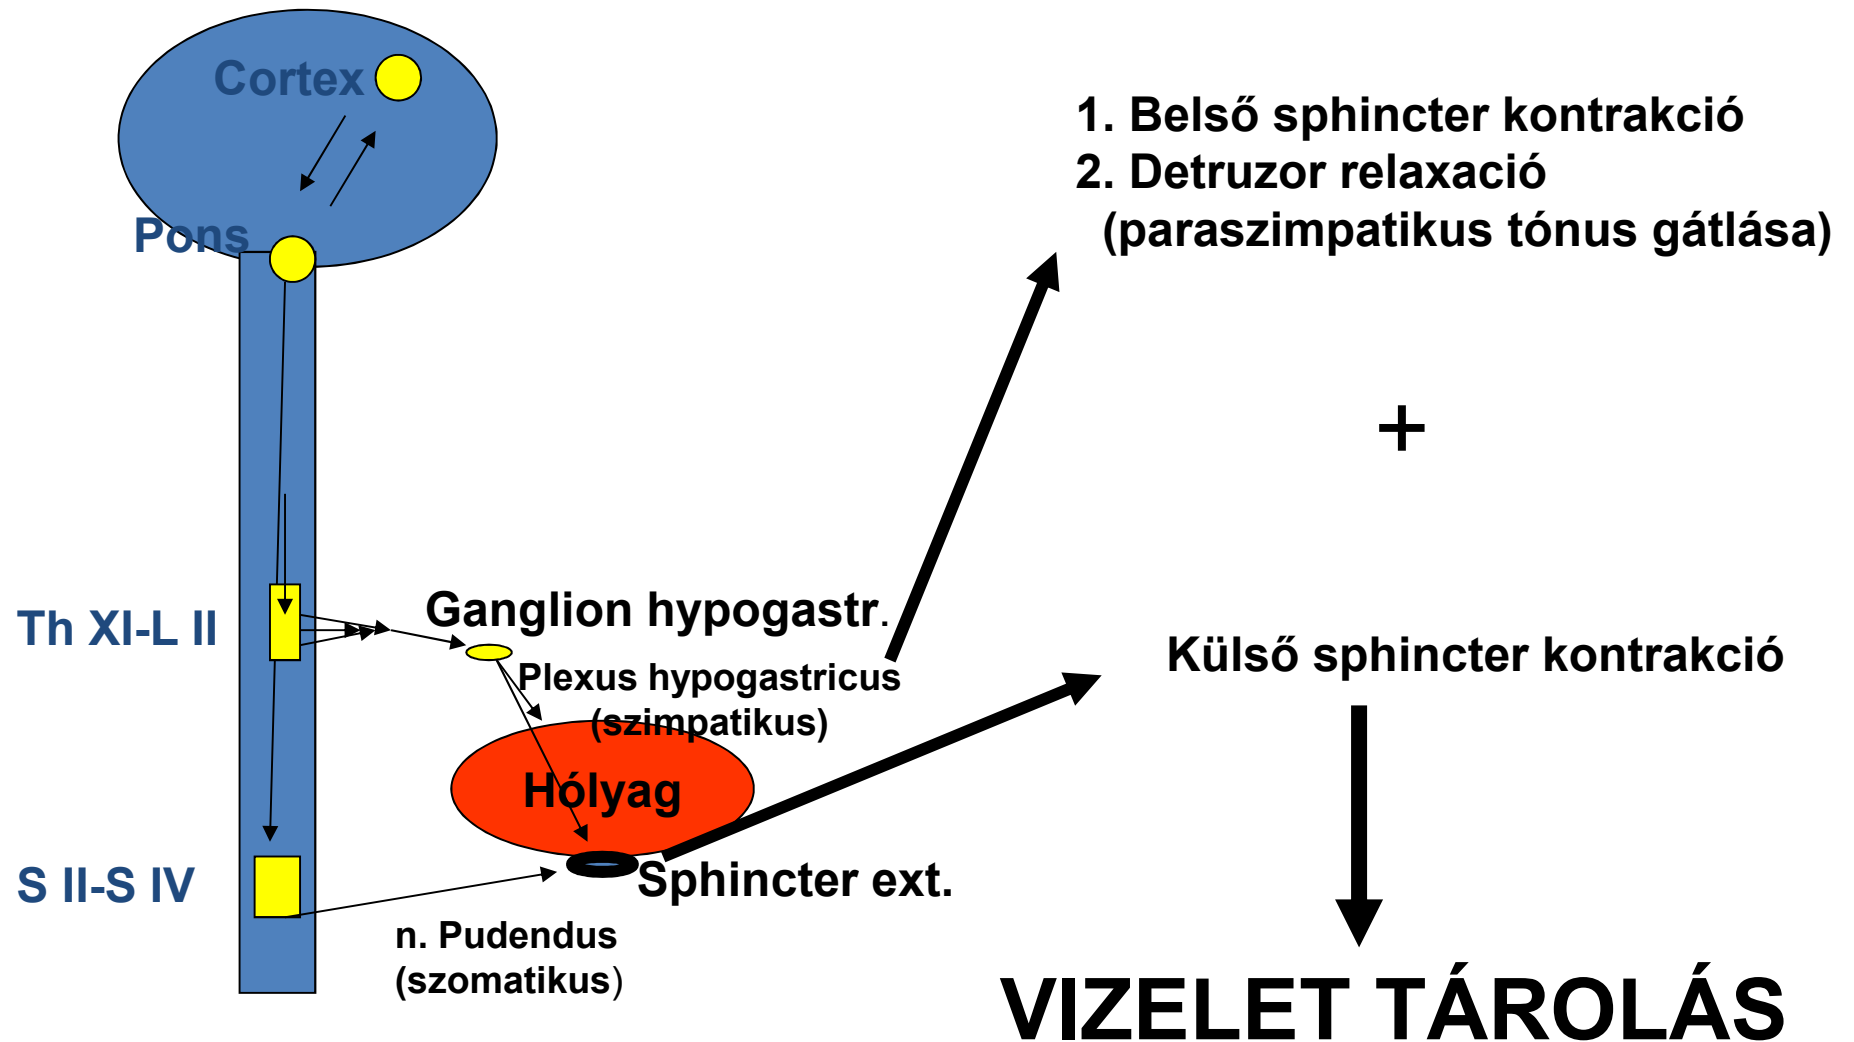 Cortex
Pons
Th XI-L II
S II-S IV
Ganglion hypogastr.
Plexus hypogastricus
(szimpatikus)
Hólyag
Sphincter ext.
n. Pudendus
(szomatikus)
1. Belső sphincter kontrakció
2. Detruzor relaxació
(paraszimpatikus tónus gátlása)
+
Külső sphincter kontrakció
VIZELET TÁROLÁS